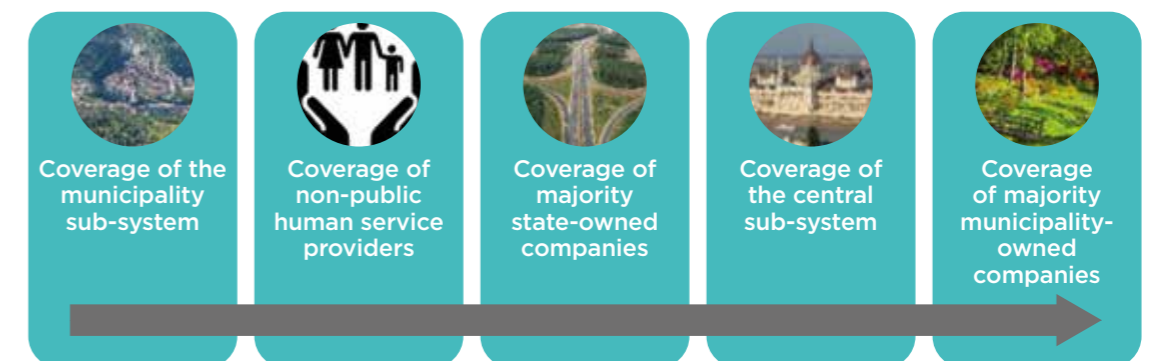 Coverage of the
municipality
sub-system
Coverage of
non-public
human service
providers
Coverage of
majority
state-owned
companies
Coverage of
the central
sub-system
Coverage
of majority
municipality-
owned
companies